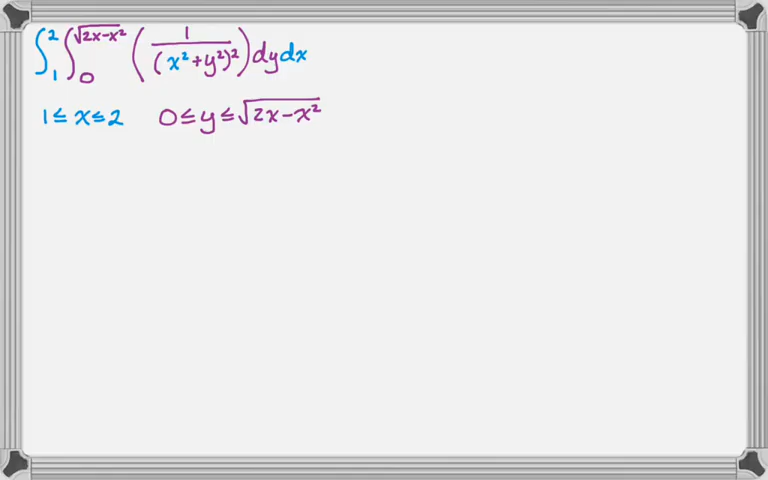 ∫₁² ∫₀^√(2x-x²) (1/(x²+y²)²) dy dx
1 ≤ x ≤ 2 0 ≤ y ≤ √(2x-x²)